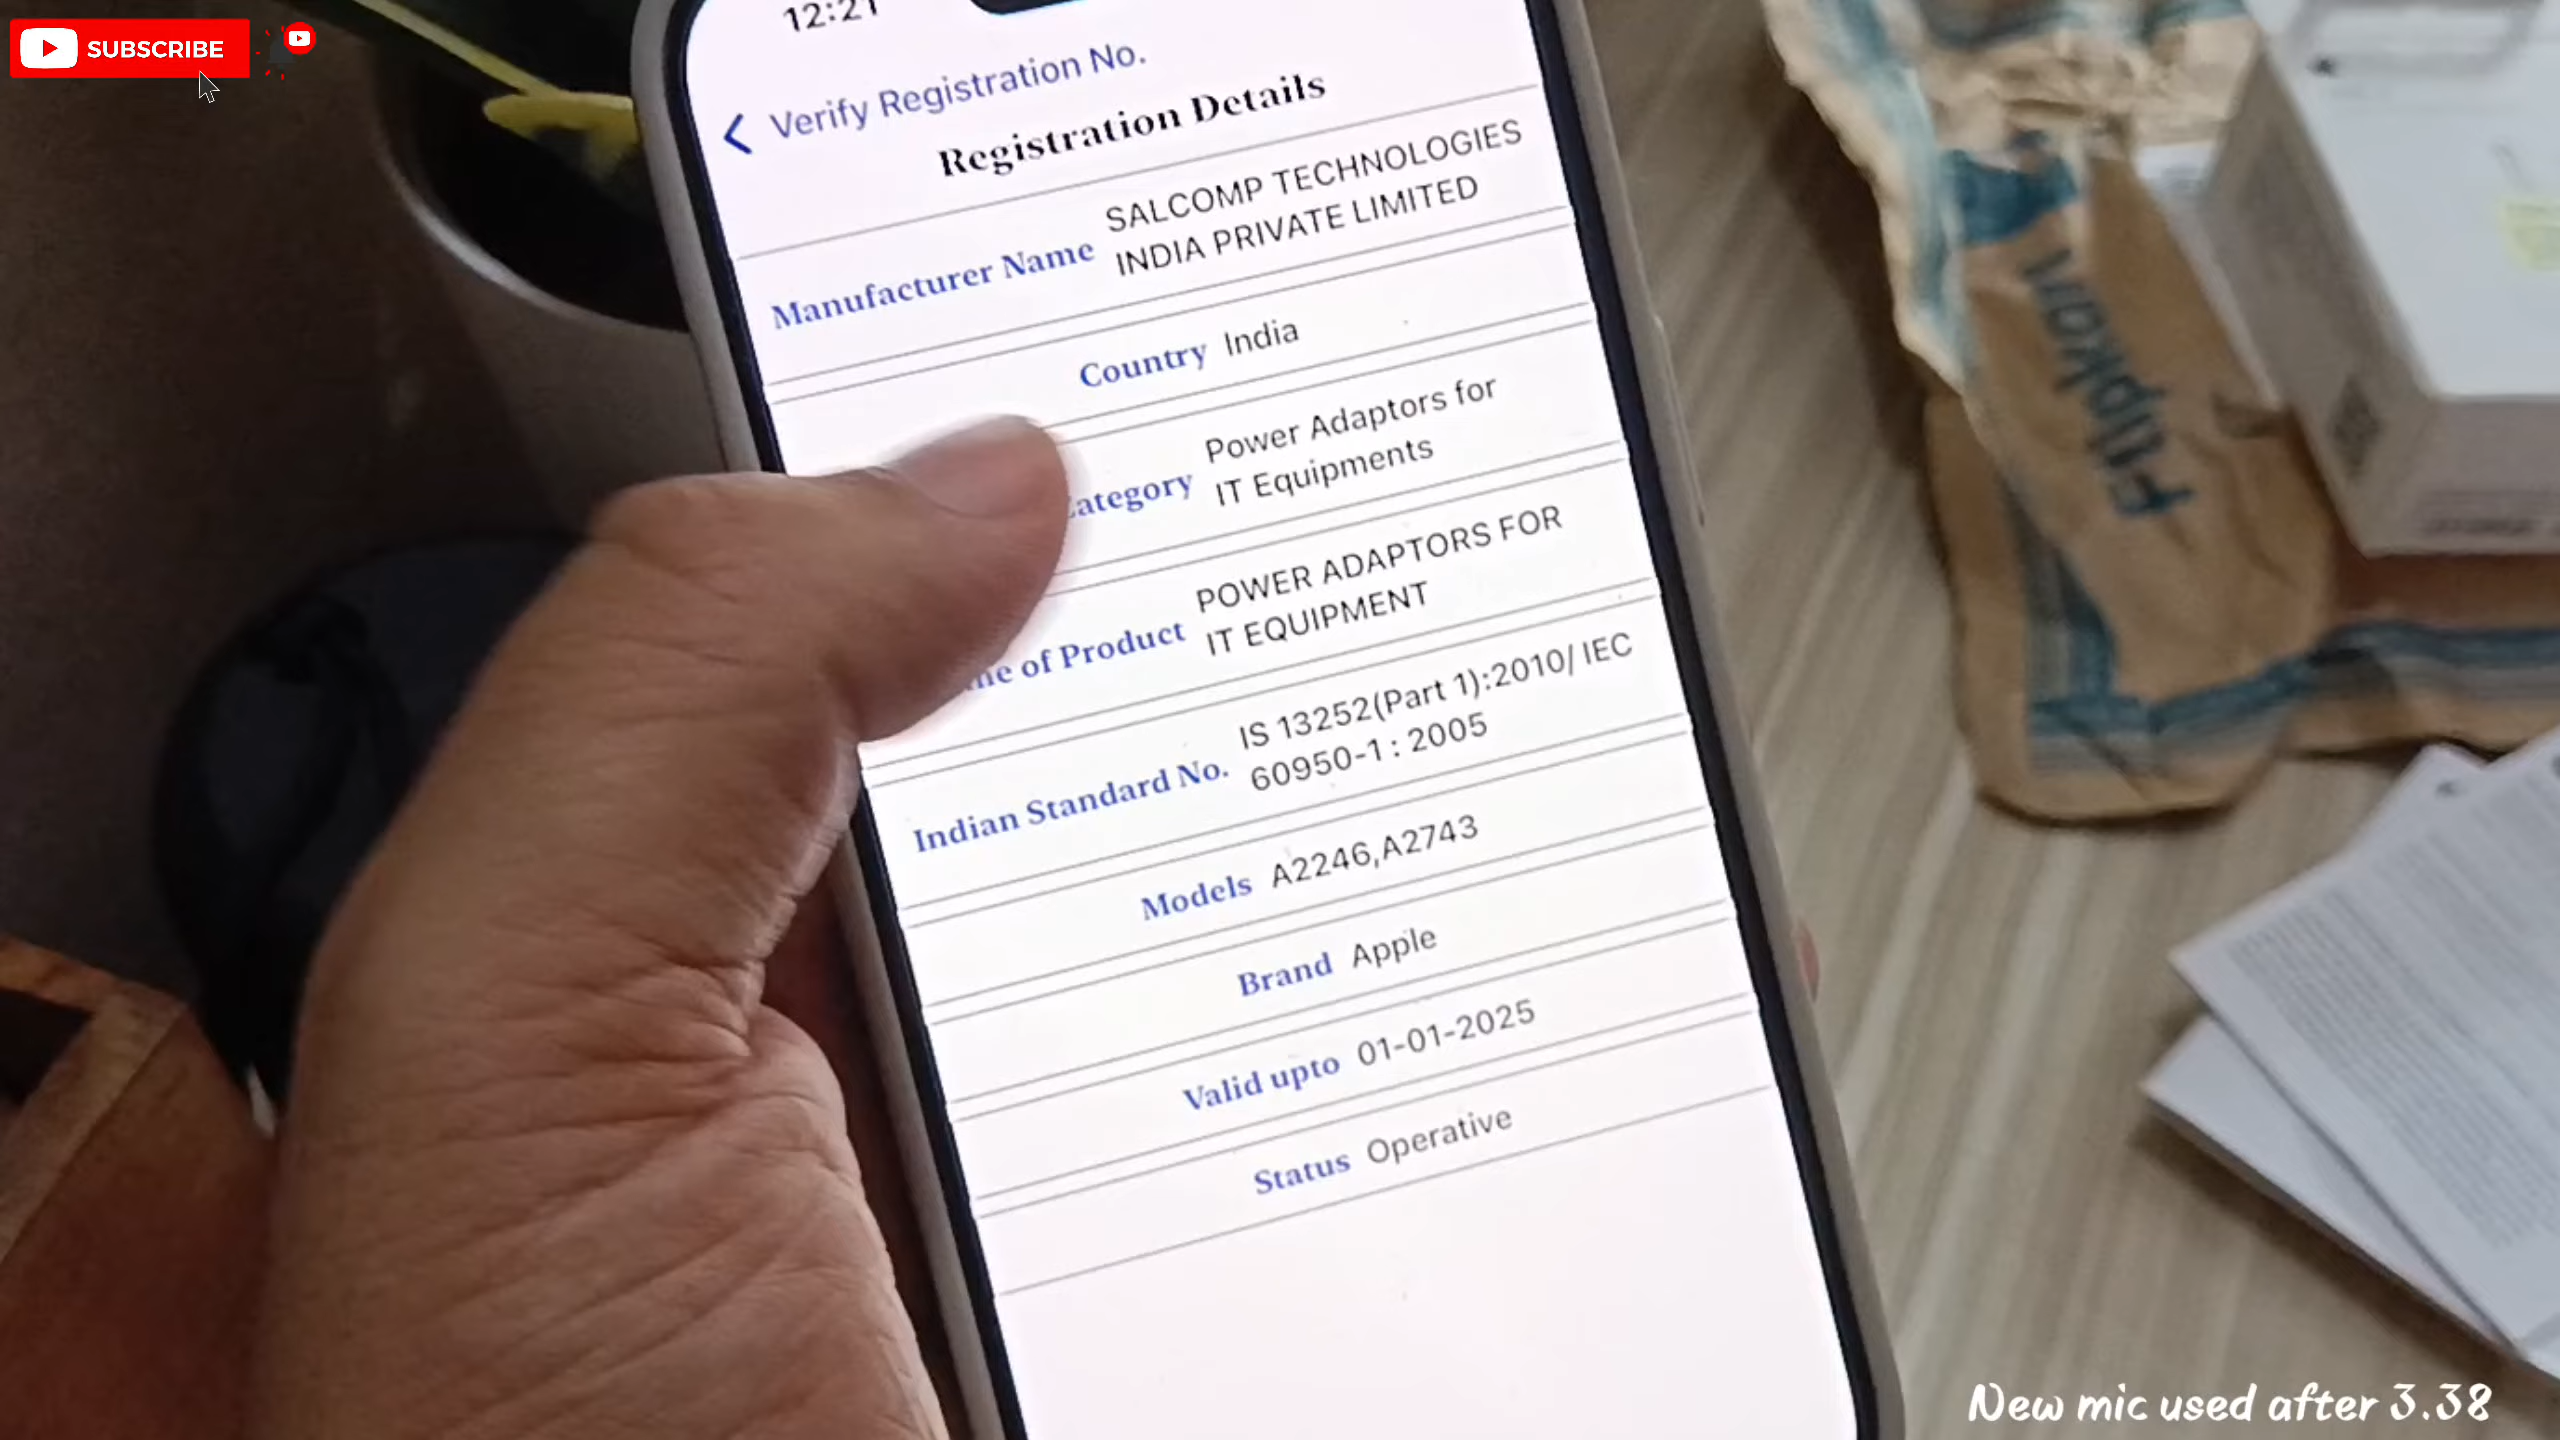 SUBSCRIBE
12:21
Verify Registration No.
Registration Details
Manufacturer Name SALCOMP TECHNOLOGIES
INDIA PRIVATE LIMITED
Country India
ategory Power Adaptors for
IT Equipments
me of Product POWER ADAPTORS FOR
IT EQUIPMENT
Indian Standard No. IS 13252(Part 1):2010/ IEC
60950-1 : 2005
Models A2246,A2743
Brand Apple
Valid upto 01-01-2025
Status Operative
Flipkart
New mic used after 3.38